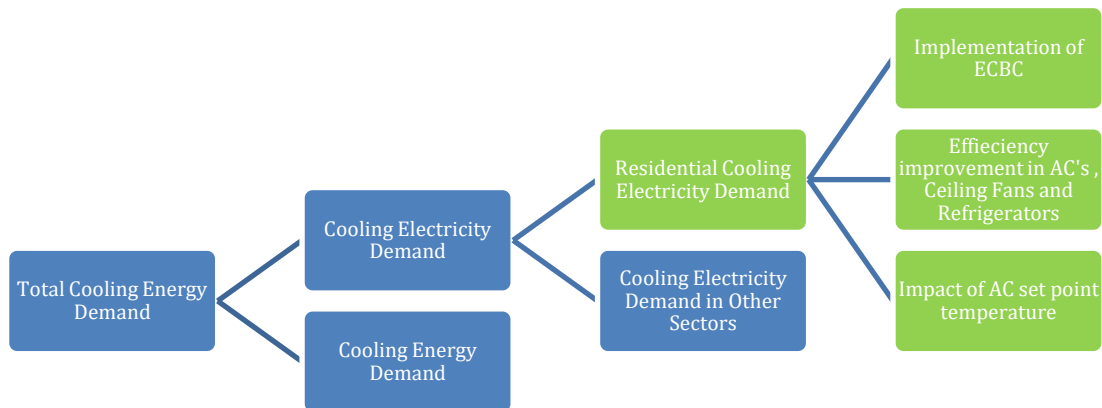 Total Cooling Energy
Demand
Cooling Electricity
Demand
Cooling Energy
Demand
Residential Cooling
Electricity Demand
Cooling Electricity
Demand in Other
Sectors
Implementation of
ECBC
Effieciency
improvement in AC's ,
Ceiling Fans and
Refrigerators
Impact of AC set point
temperature